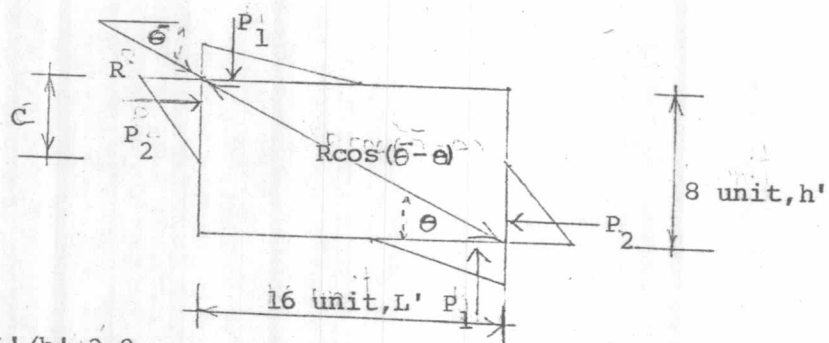 P1
ō
R
C
P2
Rcos(ō-θ)
θ
8 unit,h'
P2
16 unit,L'
P1